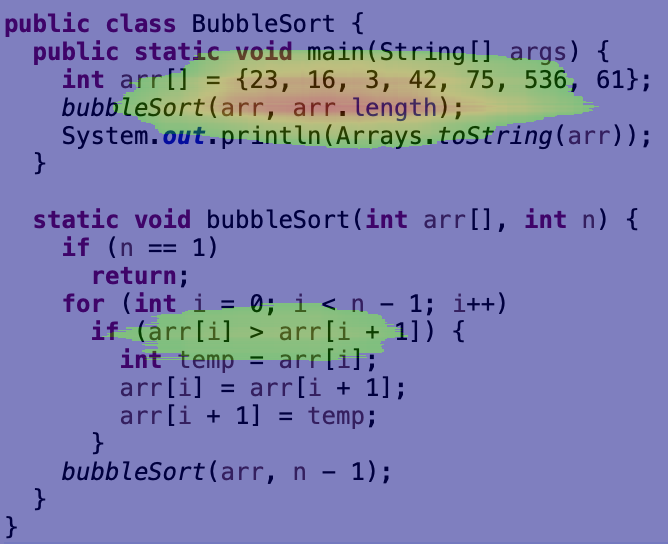 public class BubbleSort {
  public static void main(String[] args) {
    int arr[] = {23, 16, 3, 42, 75, 536, 61};
    bubbleSort(arr, arr.length);
    System.out.println(Arrays.toString(arr));
  }

  static void bubbleSort(int arr[], int n) {
    if (n == 1)
      return;
    for (int i = 0; i < n - 1; i++)
      if (arr[i] > arr[i + 1]) {
        int temp = arr[i];
        arr[i] = arr[i + 1];
        arr[i + 1] = temp;
      }
    bubbleSort(arr, n - 1);
  }
}